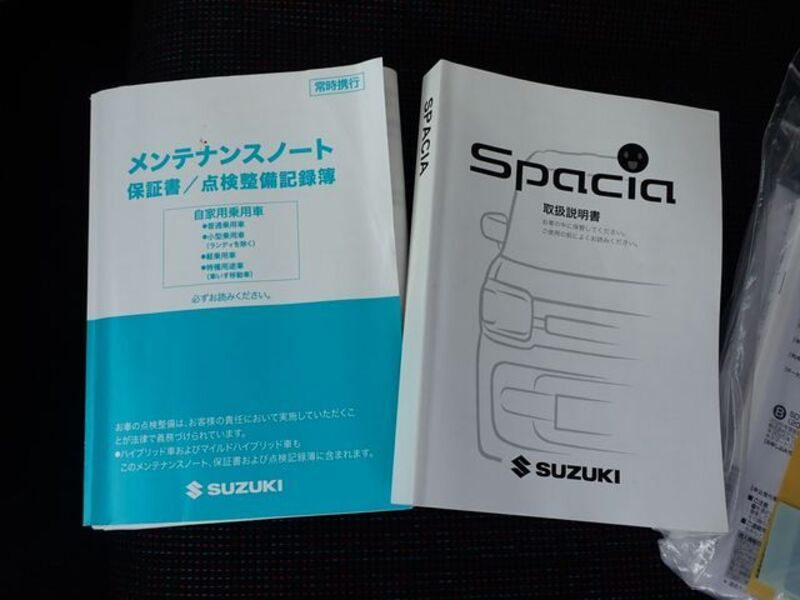 常時携行
メンテナンスノート
保証書/点検整備記録簿
自家用乗用車
●普通乗用車
●小型乗用車
(ランディを除く)
●軽乗用車
●特種用途車
(車いす移動車)
必ずお読みください。
お車の点検整備は、お客様の責任において実施していただくこ
とが法律で義務づけられています。
●ハイブリッド車およびマイルドハイブリッド車も
このメンテナンスノート、保証書および点検記録簿に含まれます。
SUZUKI
SPACIA
Spacia
取扱説明書
お車の中に保管してください。
ご使用の前によくお読みください。
SUZUKI
B SD